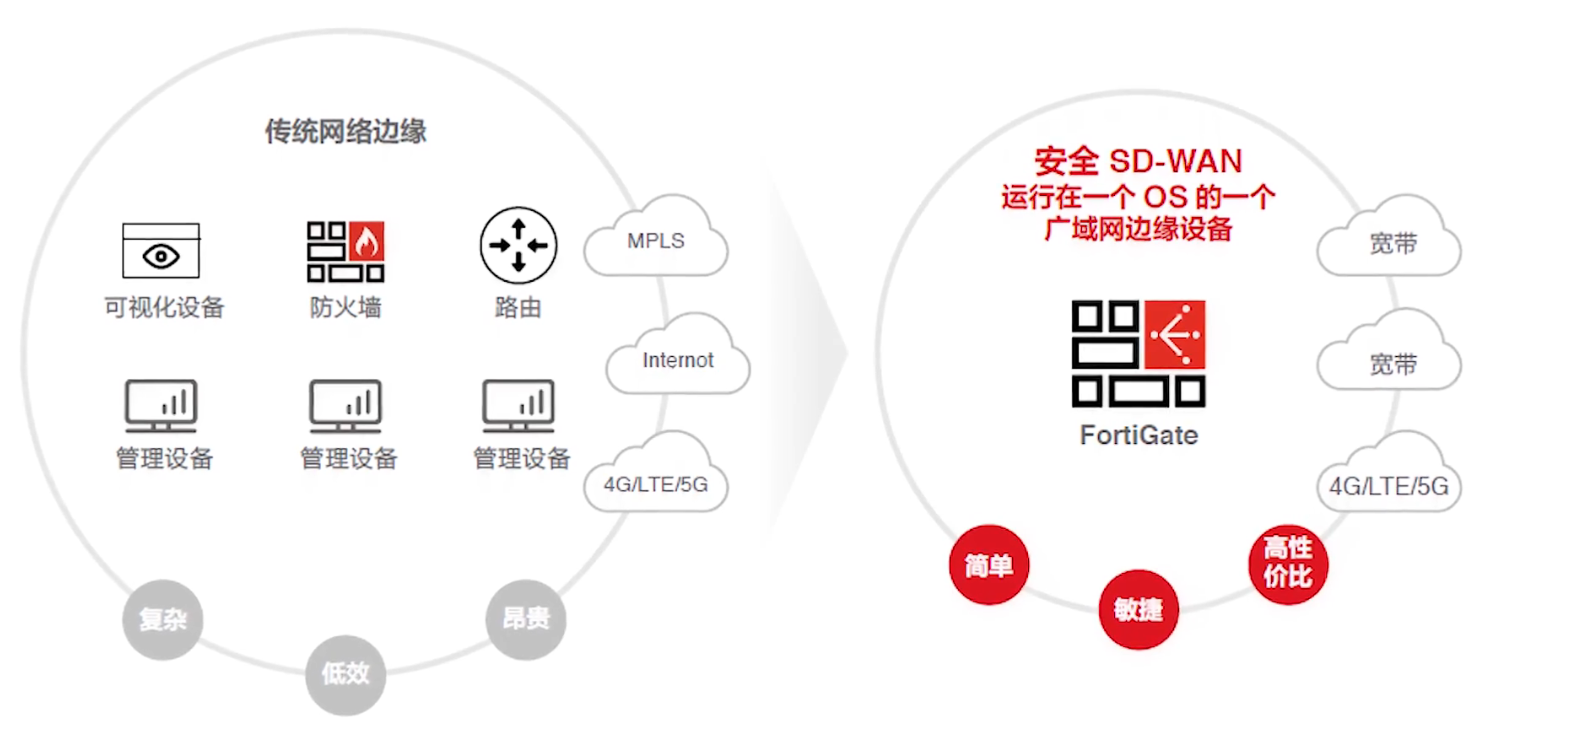 传统网络边缘
可视化设备
防火墙
路由
管理设备
管理设备
管理设备
MPLS
Internot
4G/LTE/5G
复杂
低效
昂贵
安全 SD-WAN
运行在一个 OS 的一个
广域网边缘设备
FortiGate
宽带
宽带
4G/LTE/5G
简单
敏捷
高性
价比